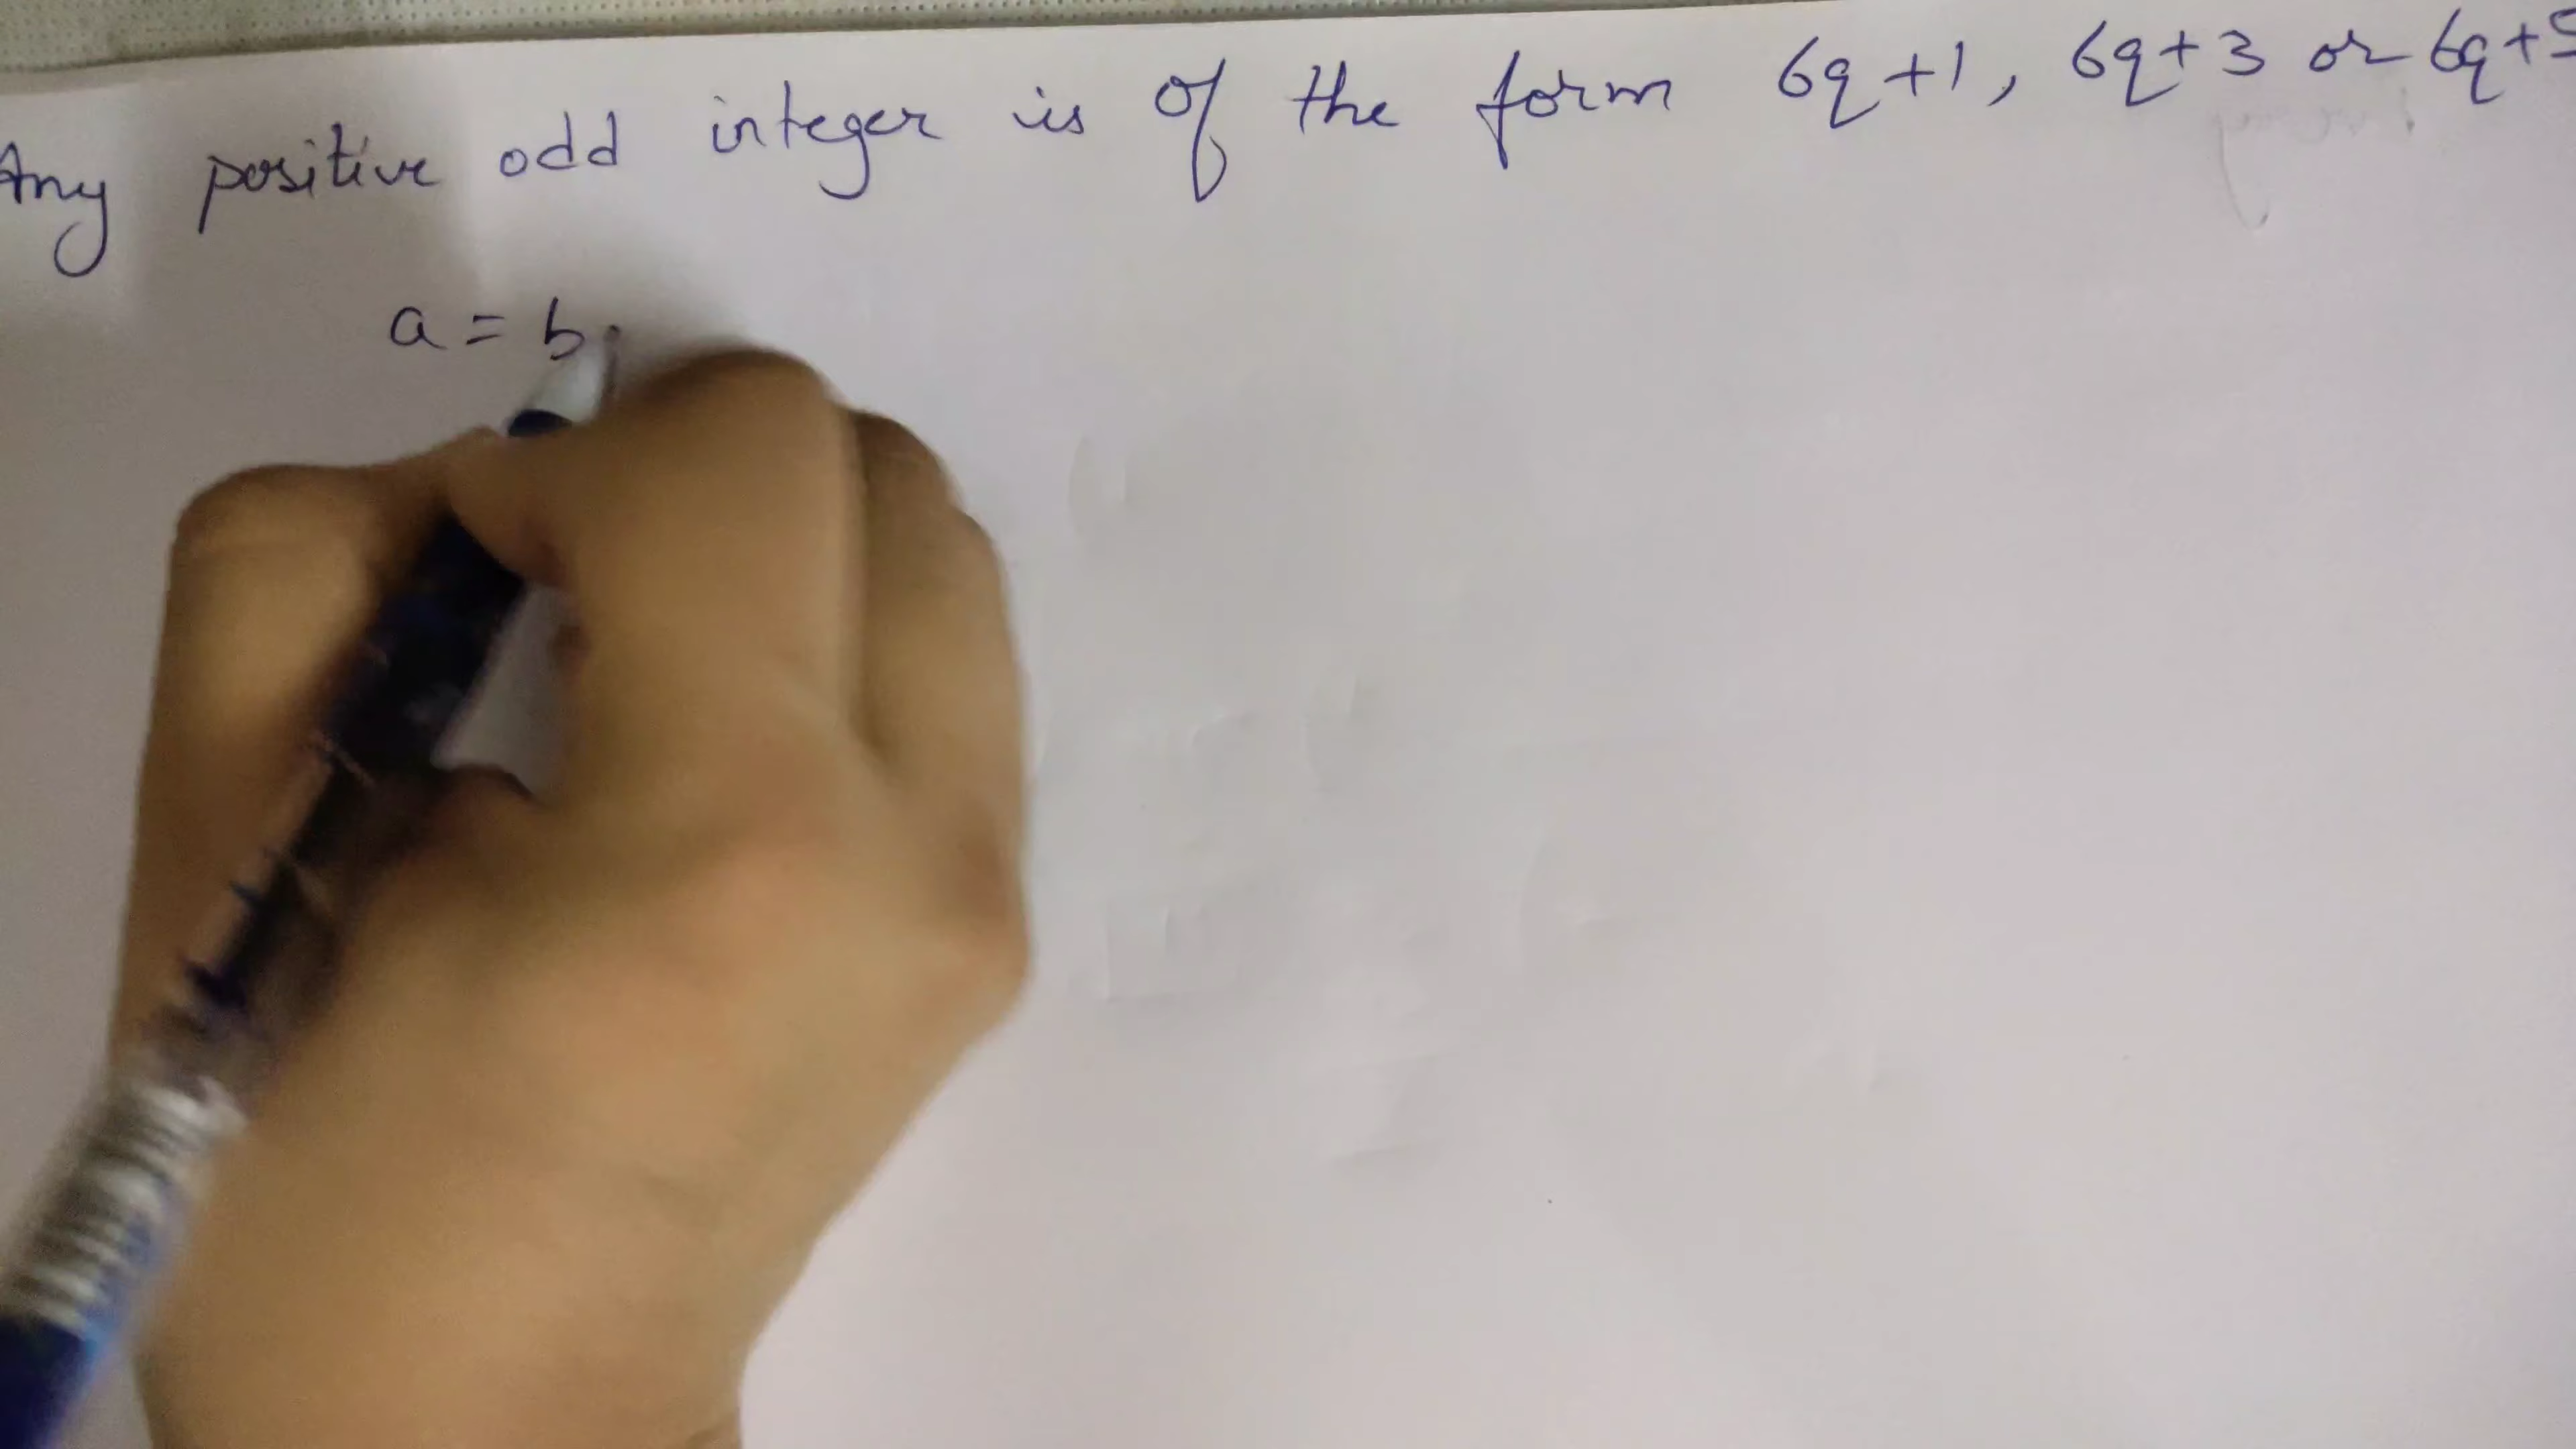 Any positive odd integer is of the form 6q+1, 6q+3 or 6q+5
a = b